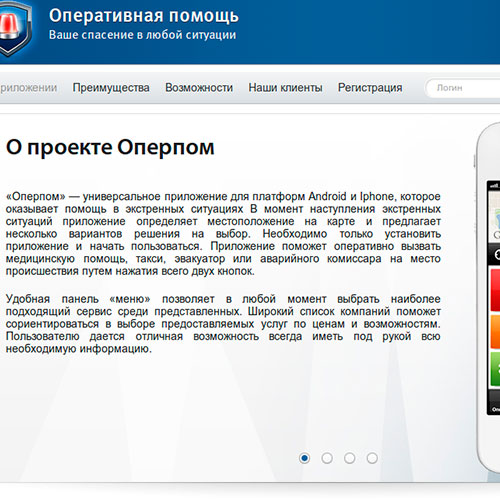 Оперативная помощь
Ваше спасение в любой ситуации
Преимущества Возможности Наши клиенты Регистрация Логин
О проекте Оперпом
«Оперпом» — универсальное приложение для платформ Android и Iphone, которое
оказывает помощь в экстренных ситуациях В момент наступления экстренных
ситуаций приложение определяет местоположение на карте и предлагает
несколько вариантов решения на выбор. Необходимо только установить
приложение и начать пользоваться. Приложение поможет оперативно вызвать
медицинскую помощь, такси, эвакуатор или аварийного комиссара на место
происшествия путем нажатия всего двух кнопок.
Удобная панель «меню» позволяет в любой момент выбрать наиболее
подходящий сервис среди представленных. Широкий список компаний поможет
сориентироваться в выборе предоставляемых услуг по ценам и возможностям.
Пользователю дается отличная возможность всегда иметь под рукой всю
необходимую информацию.